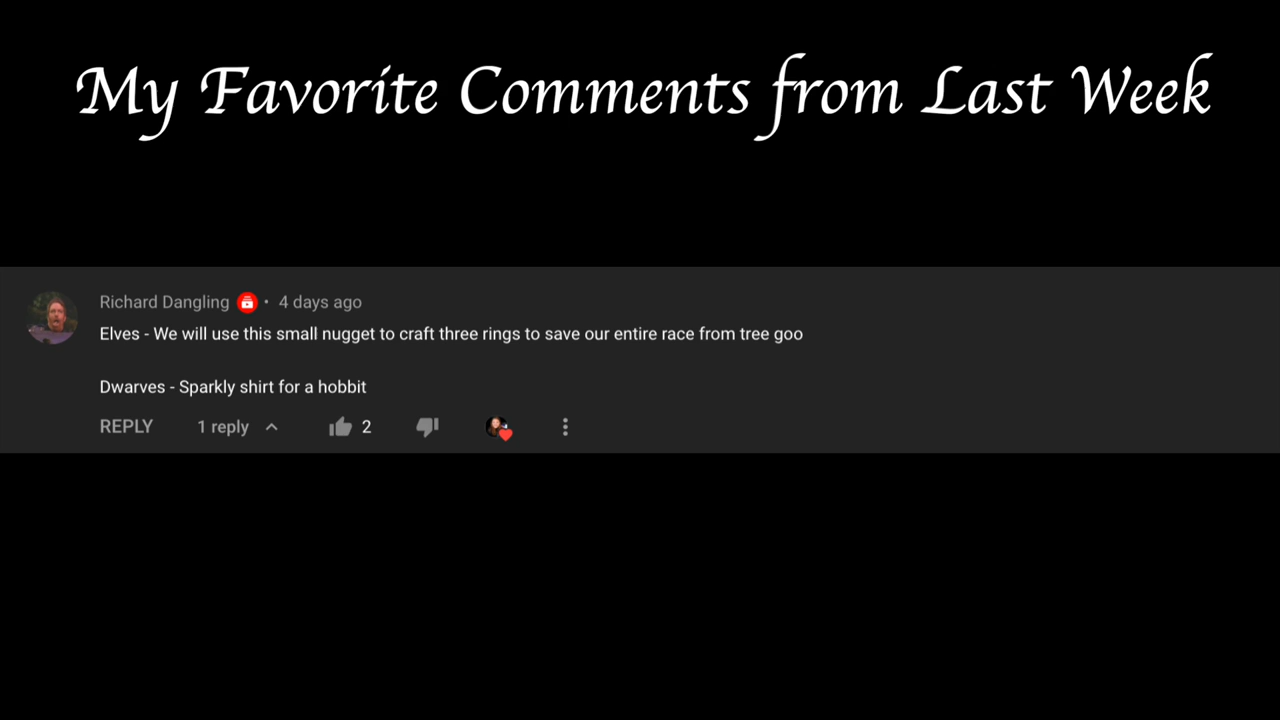 My Favorite Comments from Last Week
Richard Dangling • 4 days ago
Elves - We will use this small nugget to craft three rings to save our entire race from tree goo
Dwarves - Sparkly shirt for a hobbit
REPLY 1 reply 2